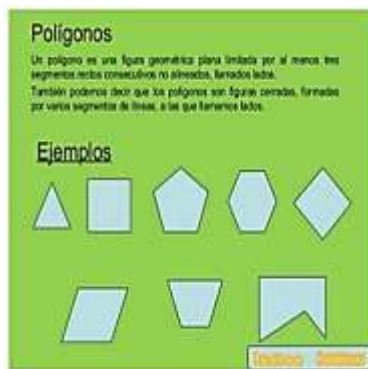 Polígonos
Un polígono es una figura geométrica plana limitada por al menos tres
segmentos rectos consecutivos no alineados, llamados lados.
También podemos decir que los polígonos son figuras cerradas, formadas
por varios segmentos de líneas, a las que llamamos lados.
Ejemplos